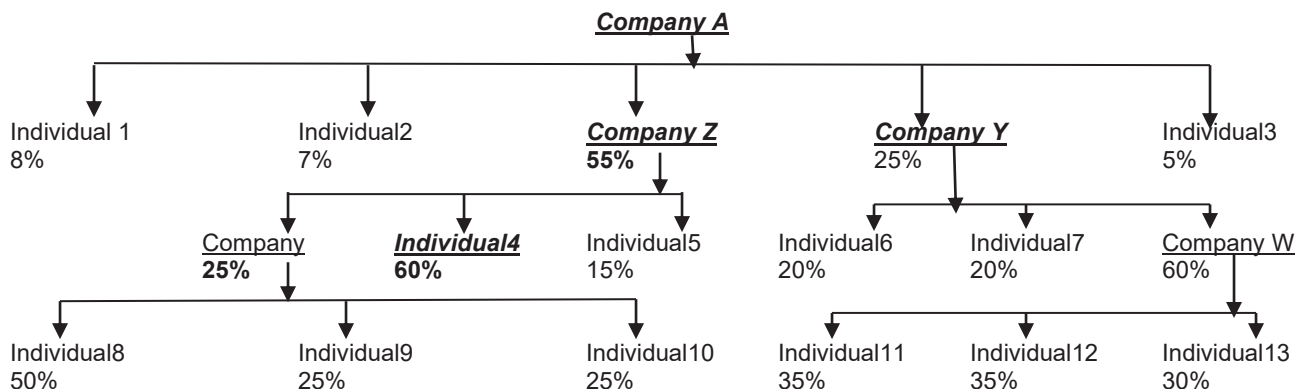 Company A
Individual 1 Individual2 Company Z Company Y Individual3
8% 7% 55% 25% 5%
Company Individual4 Individual5 Individual6 Individual7 Company W
25% 60% 15% 20% 20% 60%
Individual8 Individual9 Individual10 Individual11 Individual12 Individual13
50% 25% 25% 35% 35% 30%